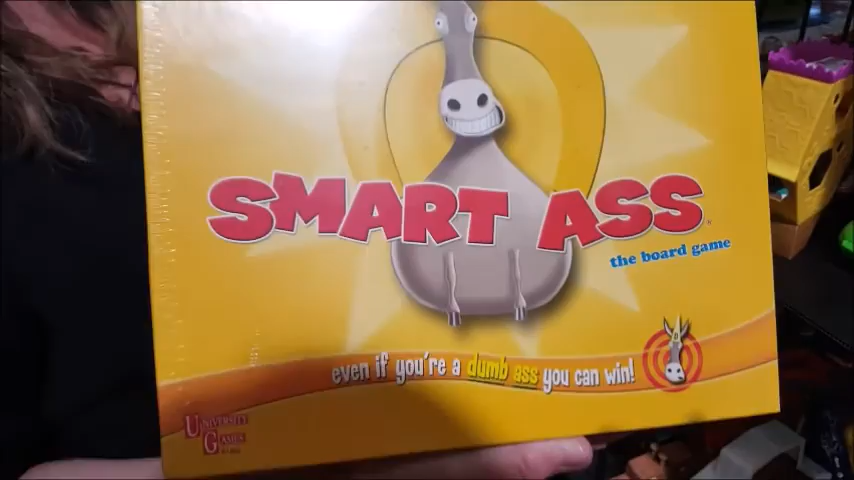 SMART ASS
the board game
even if you're a dumb ass you can win!
UNIVERSITY
GAMES